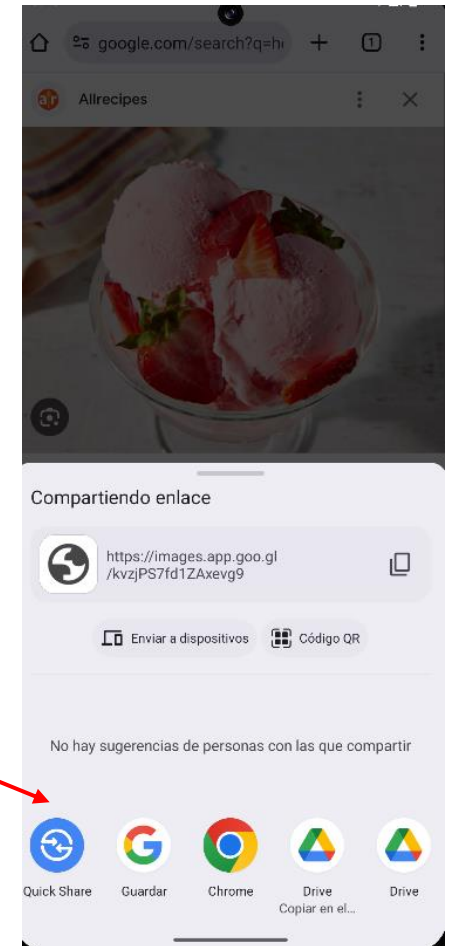 google.com/search?q=h
1
a|r
Allrecipes
Compartiendo enlace
https://images.app.goo.gl
/kvzjPS7fd1ZAxevg9
Enviar a dispositivos
Código QR
No hay sugerencias de personas con las que compartir
Quick Share
Guardar
Chrome
Drive
Copiar en el...
Drive